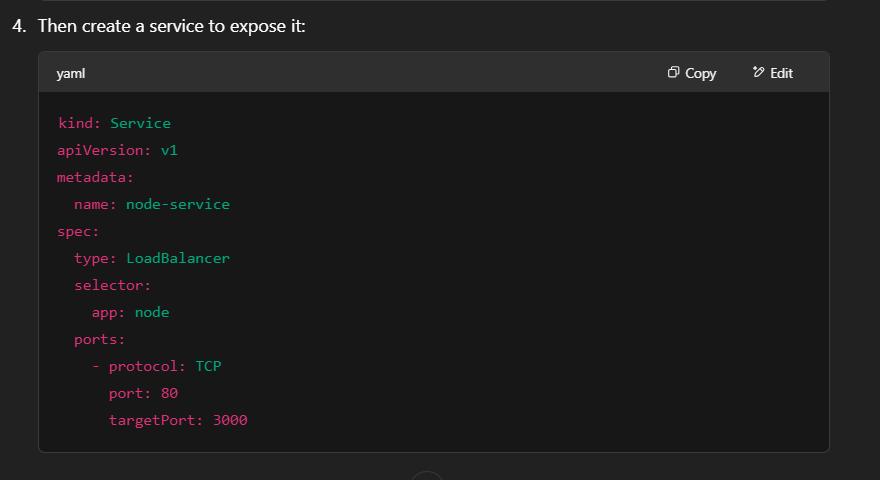 4. Then create a service to expose it:
yaml
Copy
Edit
kind: Service
apiVersion: v1
metadata:
  name: node-service
spec:
  type: LoadBalancer
  selector:
    app: node
  ports:
    - protocol: TCP
      port: 80
      targetPort: 3000